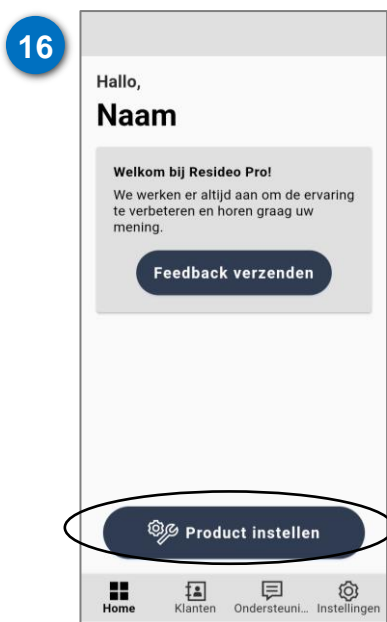 16
Hallo,
Naam
Welkom bij Resideo Pro!
We werken er altijd aan om de ervaring
te verbeteren en horen graag uw
mening.
Feedback verzenden
Product instellen
Home Klanten Ondersteuni... Instellingen